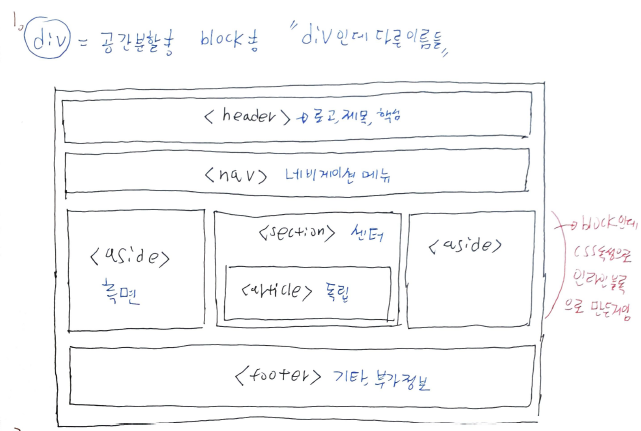 1.
div = 공간분할용 block용 "div인데 다른이름들"
<header> → 로고, 제목, 핵심
<nav> 네비게이션 메뉴
<aside>
측면
<section> 센터
<article> 독립
<aside>
→ block인데
CSS속성으로
인라인블록
으로 만든거임
<footer> 기타, 부가정보